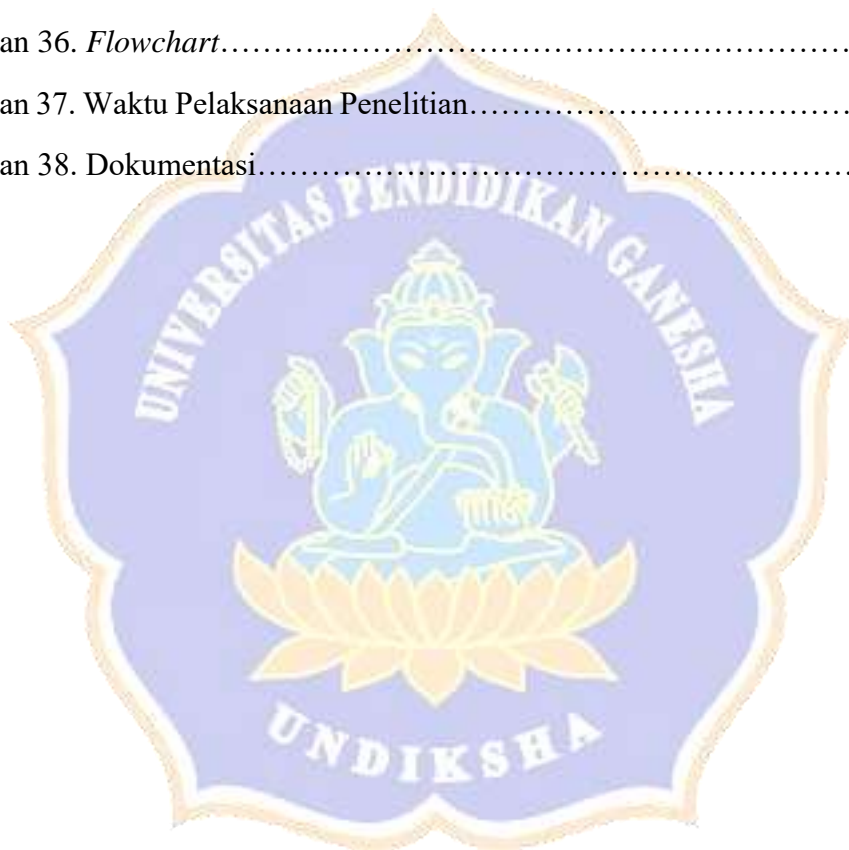 an 36. Flowchart………...……………………………………………
an 37. Waktu Pelaksanaan Penelitian…………………………………
an 38. Dokumentasi……………………………………………………
UNIVERSITAS PENDIDIKAN GANESHA
UNDIKSHA